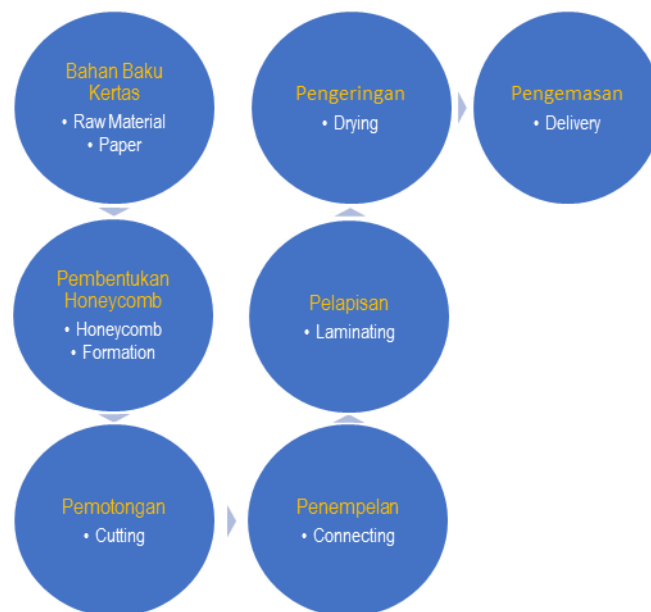 Bahan Baku
Kertas
• Raw Material
• Paper
Pembentukan
Honeycomb
• Honeycomb
• Formation
Pemotongan
• Cutting
Penempelan
• Connecting
Pelapisan
• Laminating
Pengeringan
• Drying
Pengemasan
• Delivery